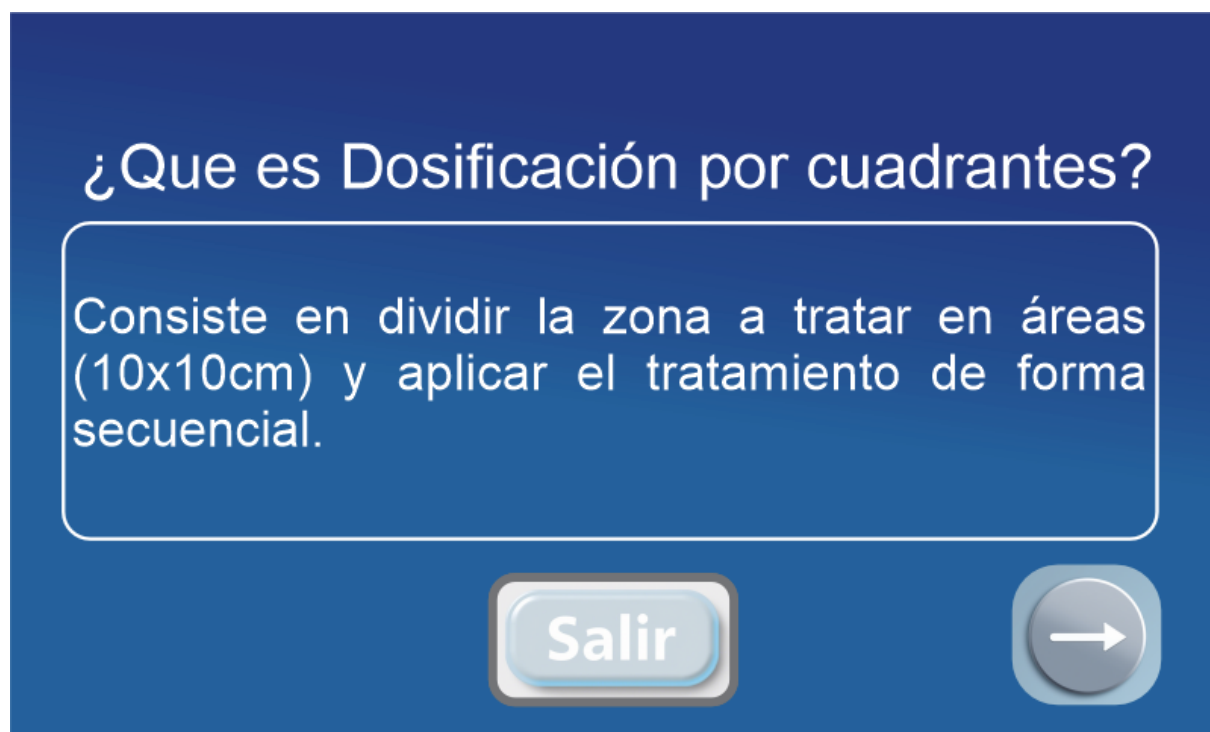 ¿Que es Dosificación por cuadrantes?
Consiste en dividir la zona a tratar en áreas
(10x10cm) y aplicar el tratamiento de forma
secuencial.
Salir